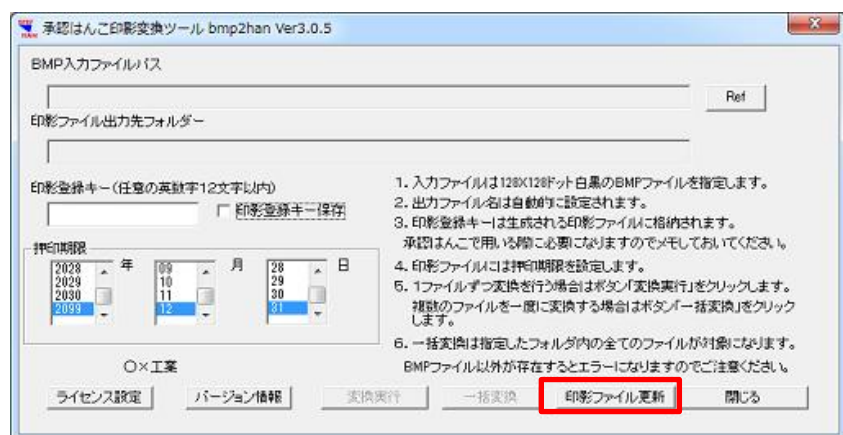 承認はんこ印影変換ツール bmp2han Ver3.0.5
BMP入力ファイルパス
Ref
印影ファイル出力先フォルダー
印影登録キー(任意の英数字12文字以内)
印影登録キー保存
押印期限
2028
2029
2030
2099
年
09
10
11
12
月
28
29
30
31
日
1. 入力ファイルは128X128ドット白黒のBMPファイルを指定します。
2. 出力ファイル名は自動的に設定されます。
3. 印影登録キーは生成される印影ファイルに格納されます。
承認はんこで用いる際に必要になりますのでメモしておいてください。
4. 印影ファイルには押印期限を設定します。
5. 1ファイルずつ変換を行う場合はボタン「変換実行」をクリックします。
複数のファイルを一度に変換する場合はボタン「一括変換」をクリック
します。
6. 一括変換は指定したフォルダ内の全てのファイルが対象になります。
BMPファイル以外が存在するとエラーになりますのでご注意ください。
○×工業
ライセンス設定
バージョン情報
変換実行
一括変換
印影ファイル更新
閉じる